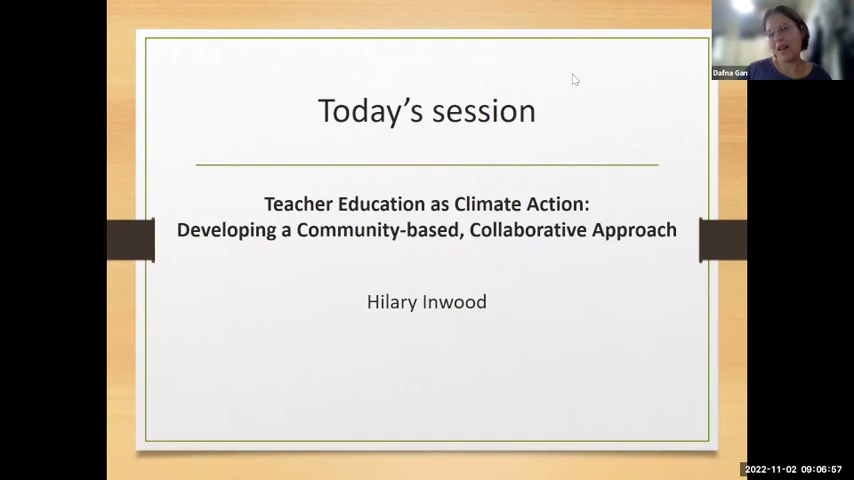 Dafna Gan
Today's session
Teacher Education as Climate Action:
Developing a Community-based, Collaborative Approach
Hilary Inwood
2022-11-02 09:06:57